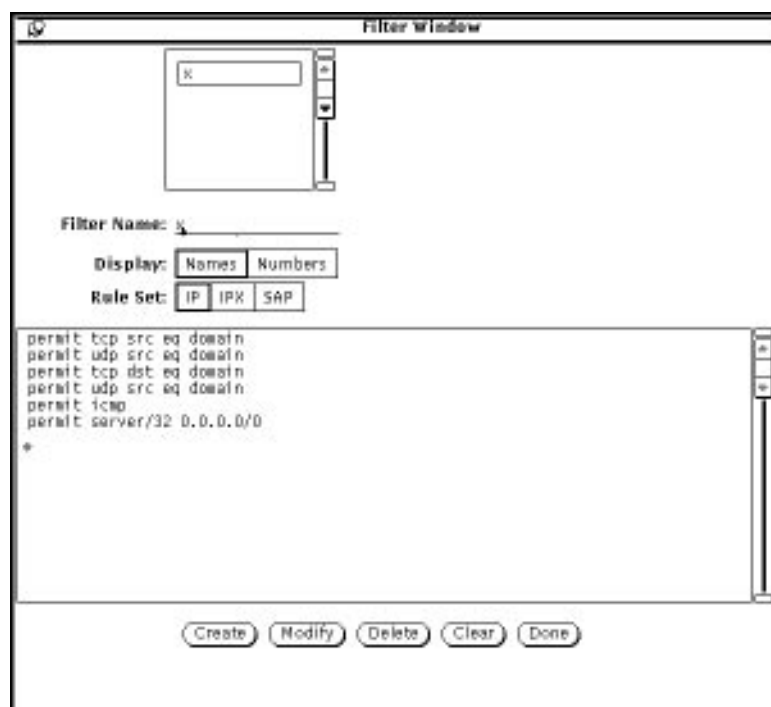 Filter Window
x
Filter Name: x
Display: Names Numbers
Rule Set: IP IPX SAP
permit tcp src eq domain
permit udp src eq domain
permit tcp dst eq domain
permit udp src eq domain
permit icmp
permit server/32 0.0.0.0/0
Create Modify Delete Clear Done